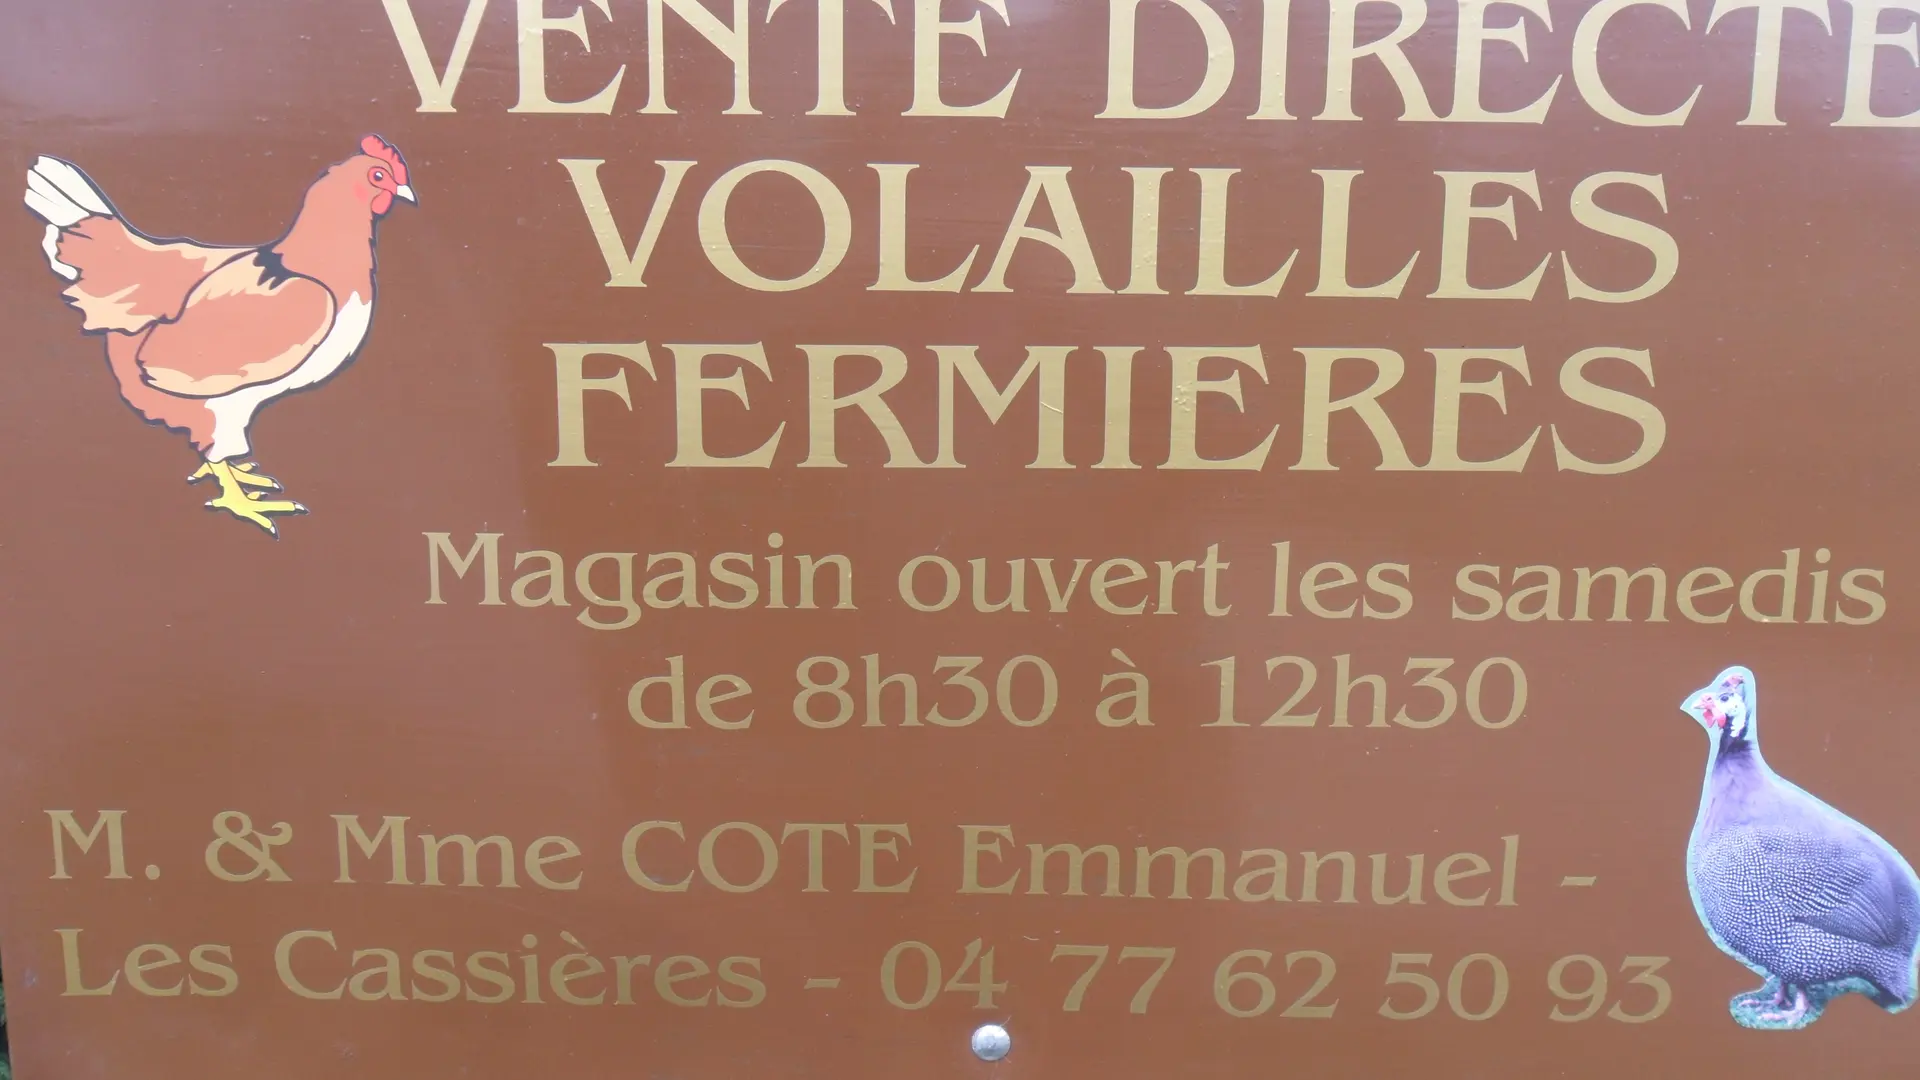 VENTE DIRECTE
VOLAILLES
FERMIERES
Magasin ouvert les samedis
de 8h30 à 12h30
M. & Mme COTE Emmanuel -
Les Cassières - 04 77 62 50 93